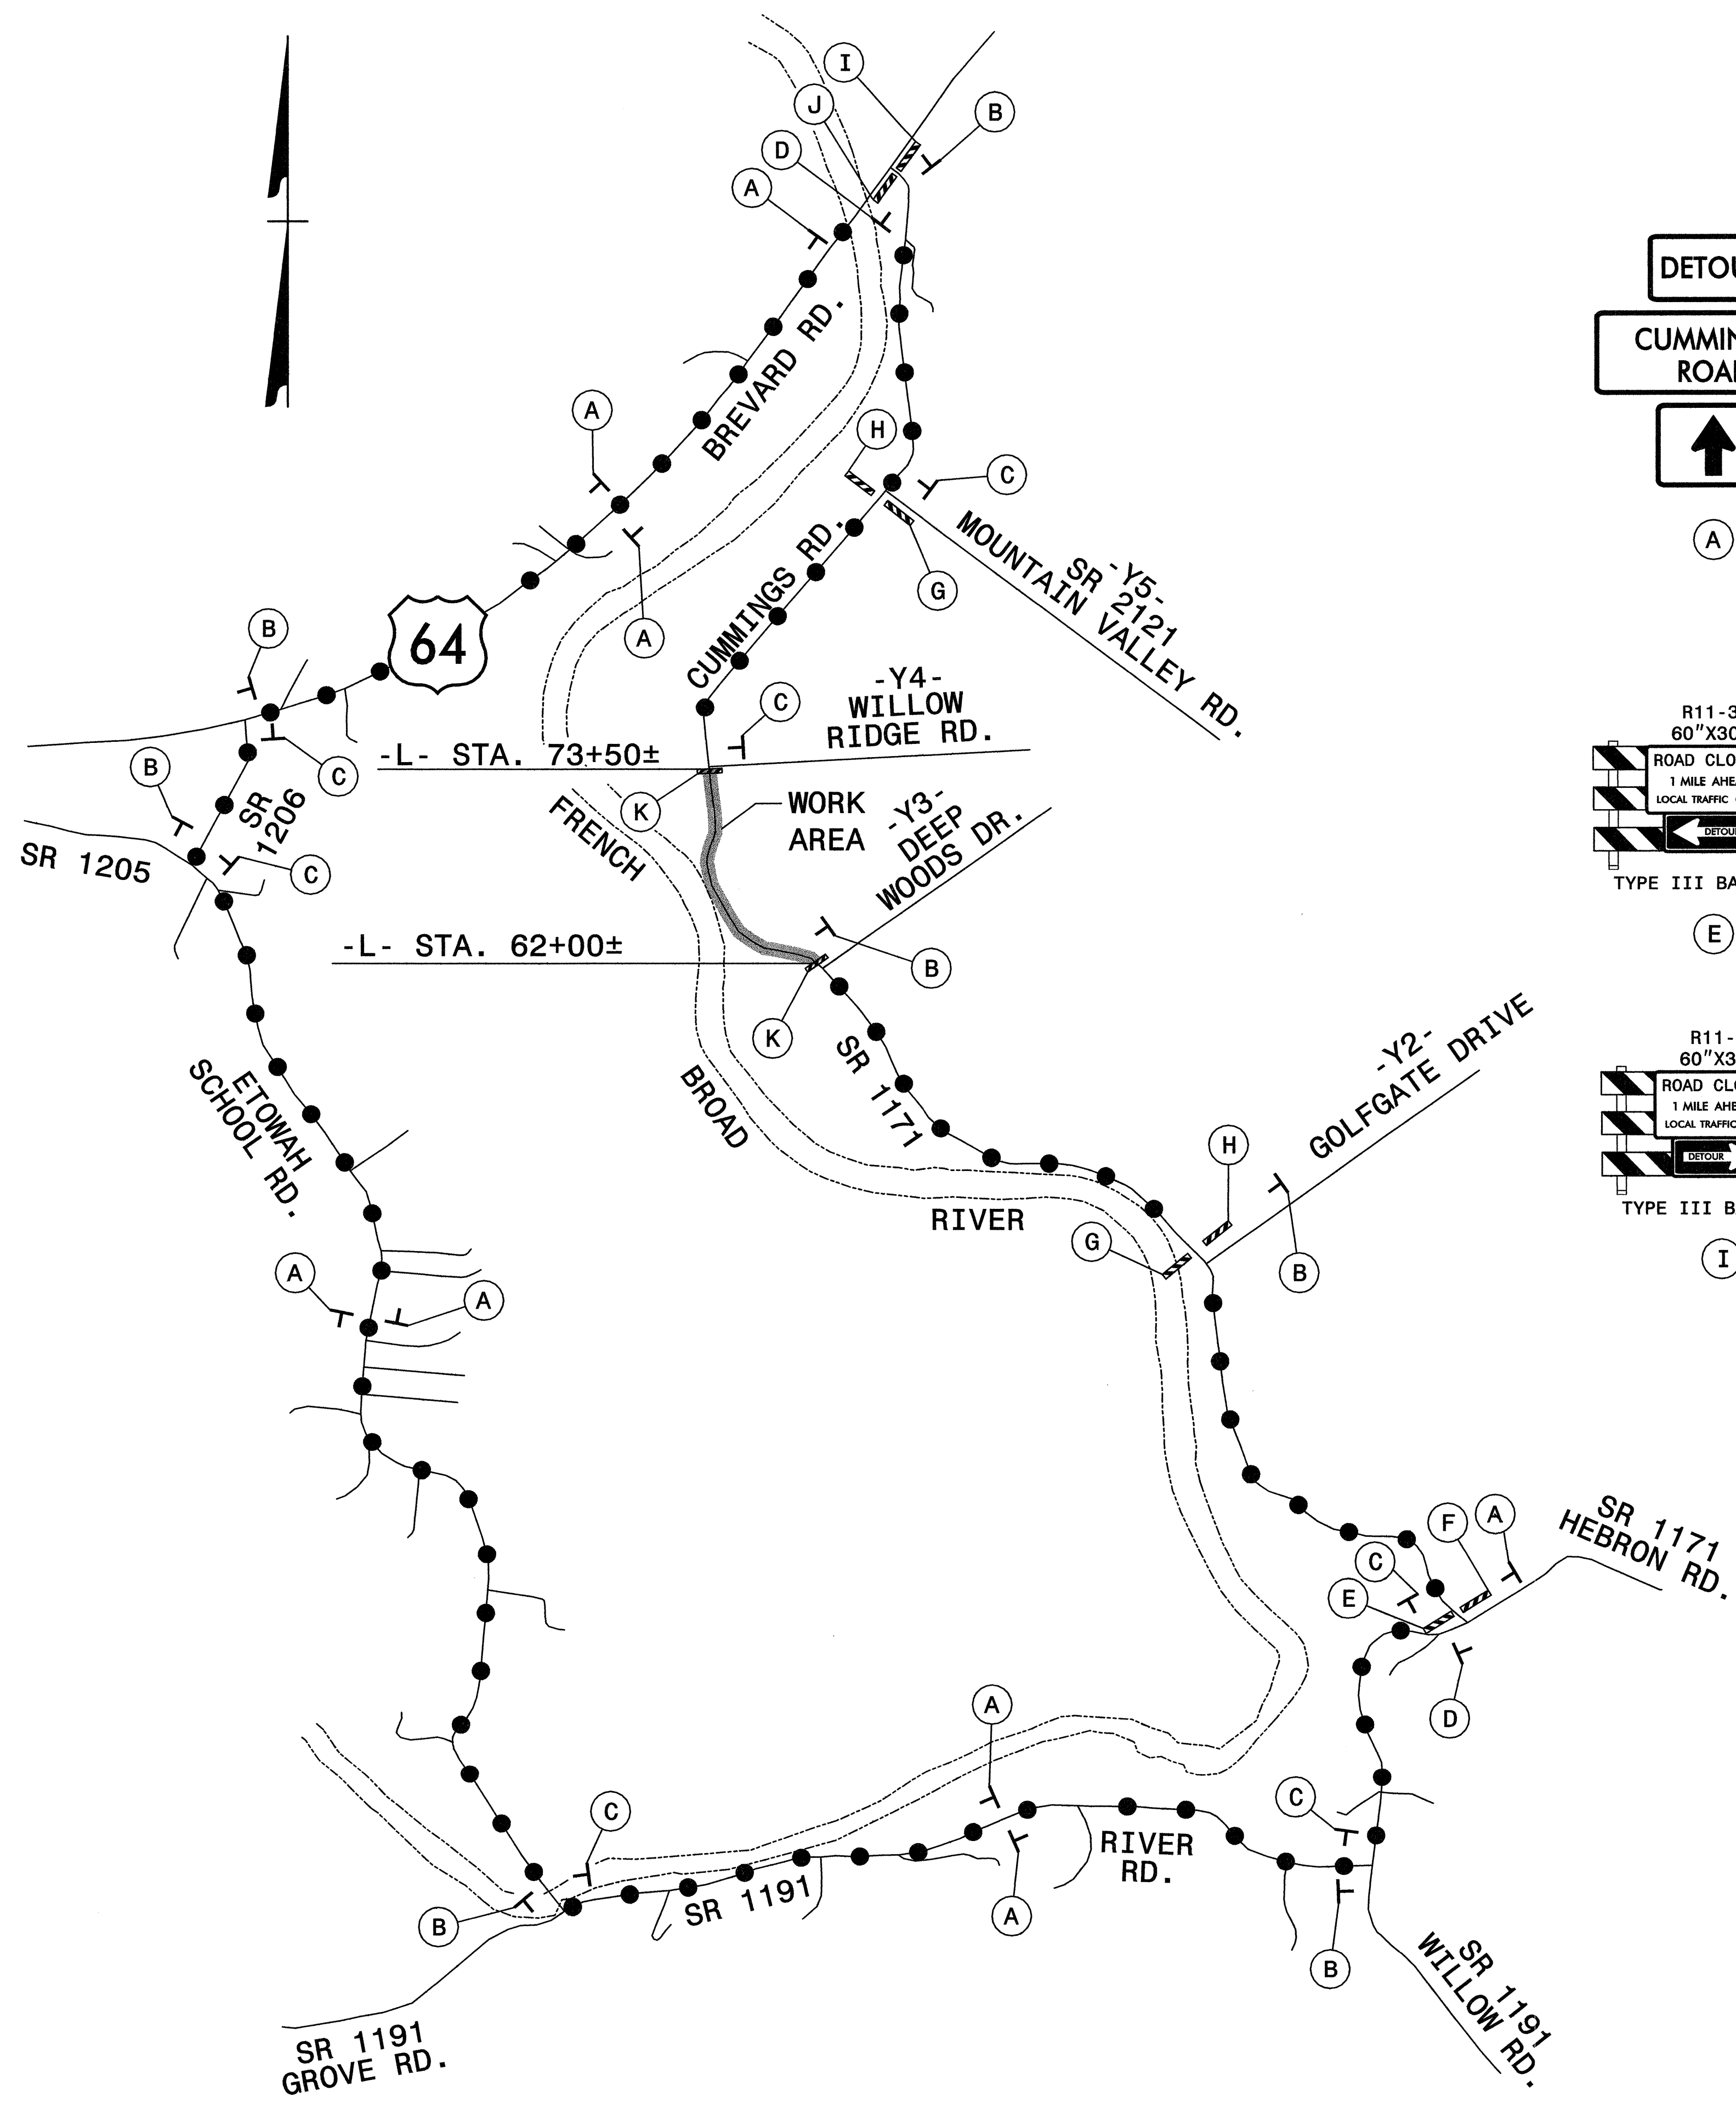 I
J
B
D
A
BREVARD RD.
A
H
C
G
A
64
B
C
B
SR
1206
SR 1205
C
CUMMINGS RD.
-Y5-
SR 2121
MOUNTAIN VALLEY RD.
C
-Y4-
WILLOW
RIDGE RD.
-L- STA. 73+50±
K
WORK
AREA
-Y3-
DEEP
WOODS DR.
FRENCH
-L- STA. 62+00±
B
K
SR 1171
BROAD
RIVER
-Y2-
GOLFGATE DRIVE
H
G
B
ETOWAH
SCHOOL RD.
A
A
SR 1171
HEBRON RD.
F
A
C
E
D
A
C
C
RIVER
RD.
SR 1191
A
B
B
SR 1191
WILLOW RD.
SR 1191
GROVE RD.
DETOU
CUMMIN
ROA
A
R11-3
60"X30
ROAD CLO
1 MILE AHE
LOCAL TRAFFIC
DETOU
TYPE III BA
E
R11-
60"X3
ROAD CL
1 MILE AHE
LOCAL TRAFFIC
DETOUR
TYPE III B
I